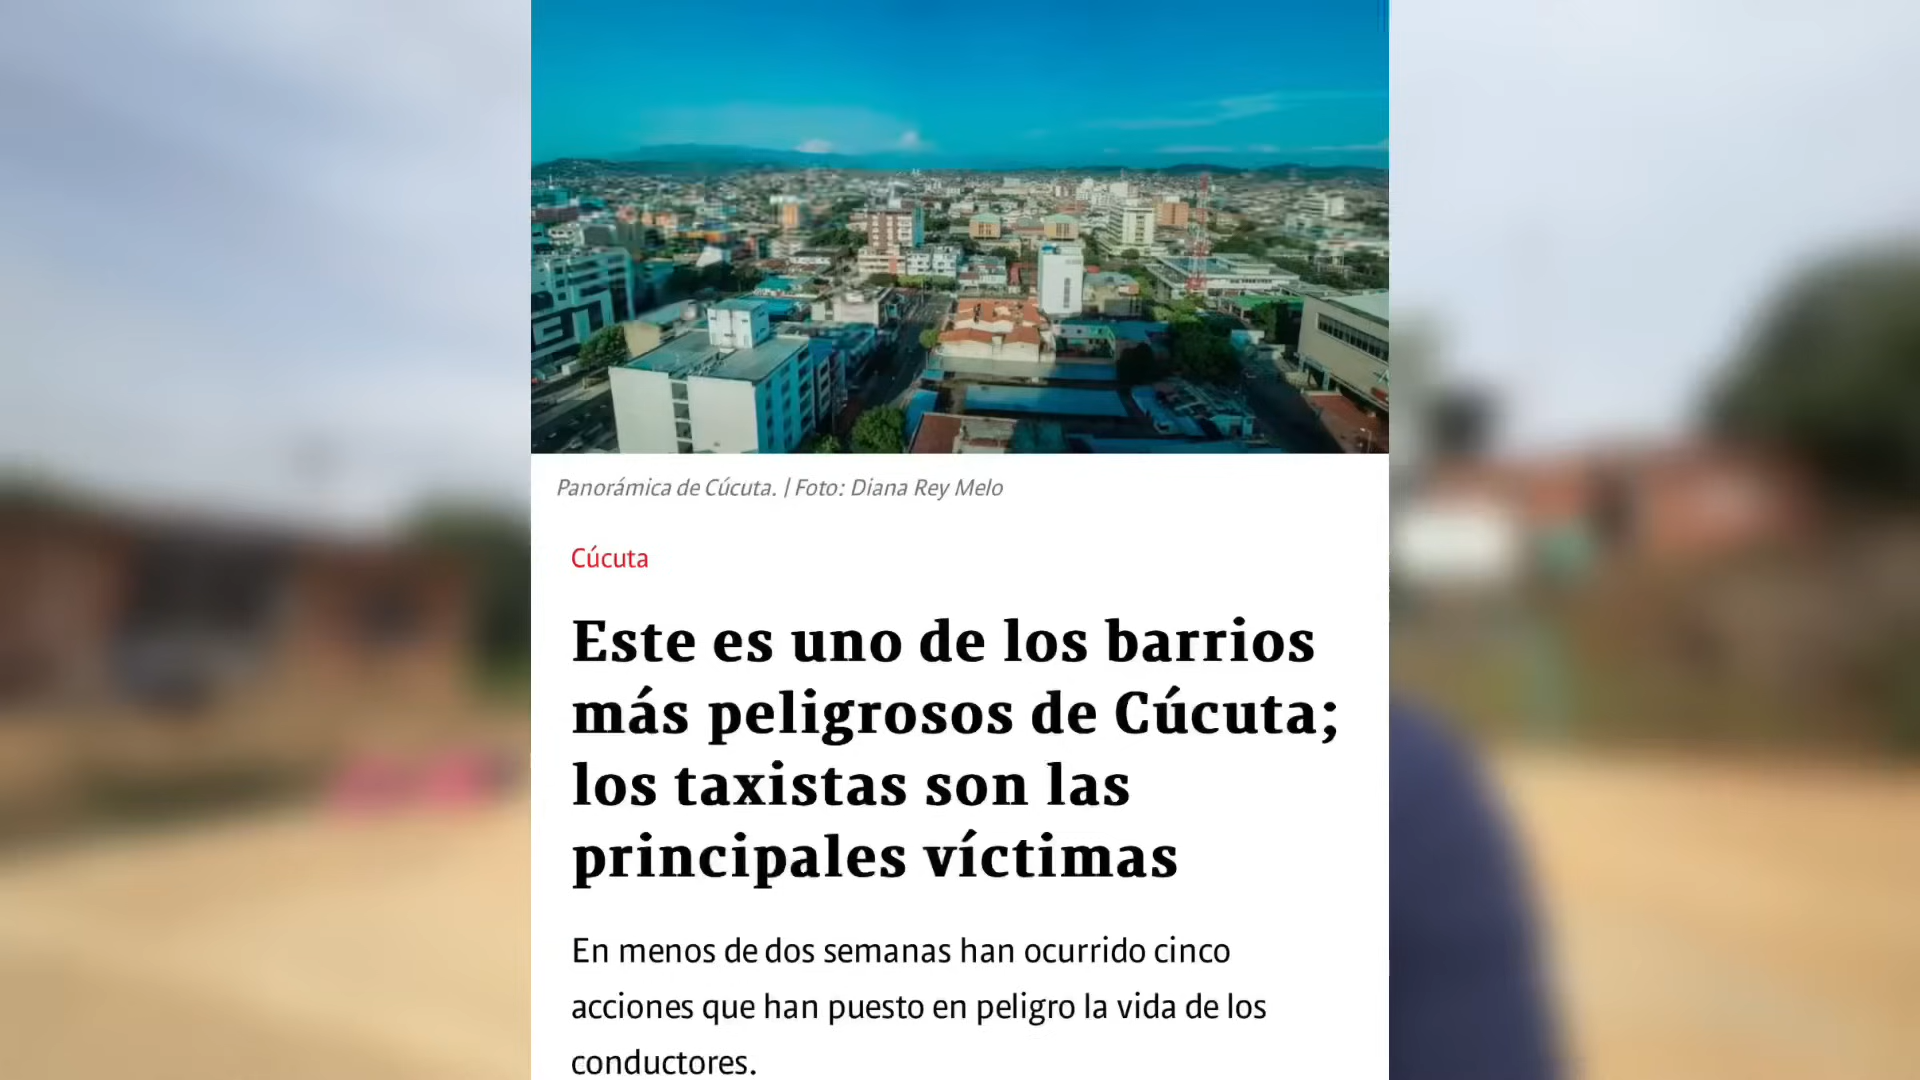 Panorámica de Cúcuta. | Foto: Diana Rey Melo
Cúcuta
Este es uno de los barrios
más peligrosos de Cúcuta;
los taxistas son las
principales víctimas
En menos de dos semanas han ocurrido cinco
acciones que han puesto en peligro la vida de los
conductores.